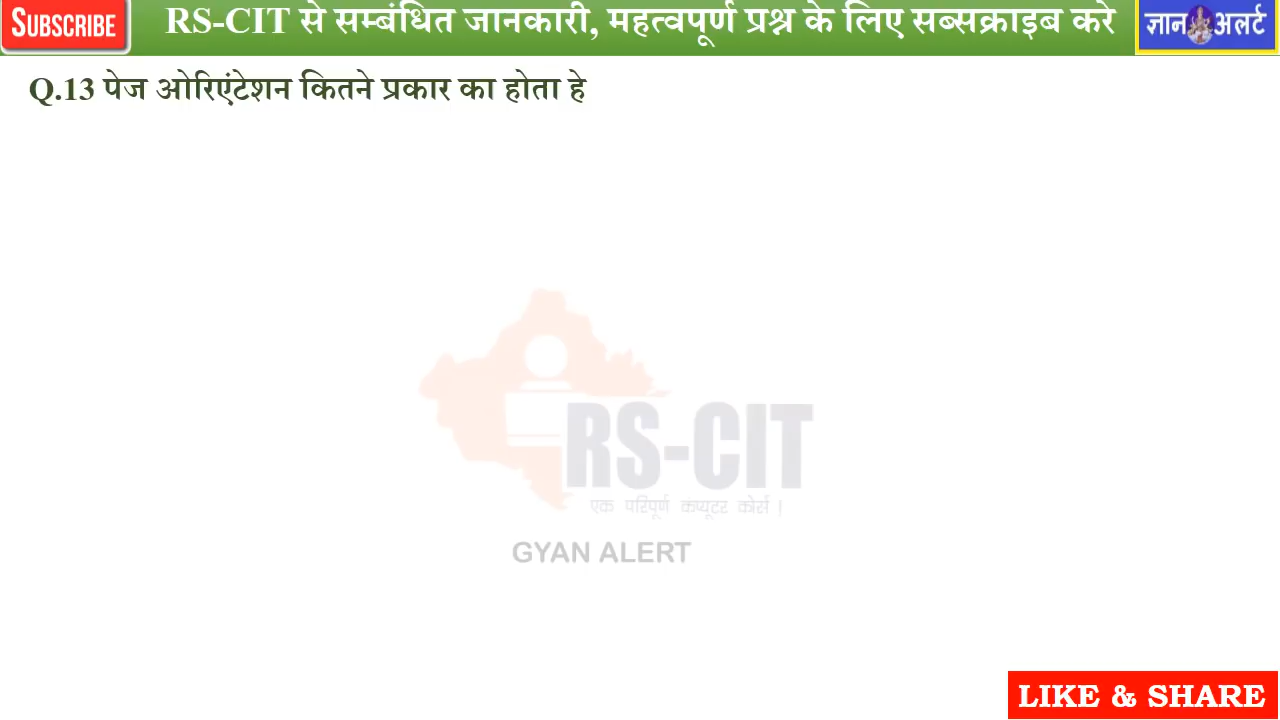 SUBSCRIBE
RS-CIT से सम्बंधित जानकारी, महत्वपूर्ण प्रश्न के लिए सब्सक्राइब करे
ज्ञान अलर्ट
Q.13 पेज ओरिएंटेशन कितने प्रकार का होता हे
RS-CIT
एक परिपूर्ण कंप्यूटर कोर्स।
GYAN ALERT
LIKE & SHARE